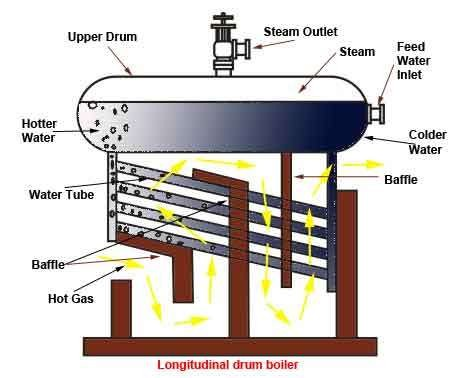 Upper Drum
Steam Outlet
Steam
Feed
Water
Inlet
Hotter
Water
Colder
Water
Water Tube
Baffle
Baffle
Hot Gas
Longitudinal drum boiler